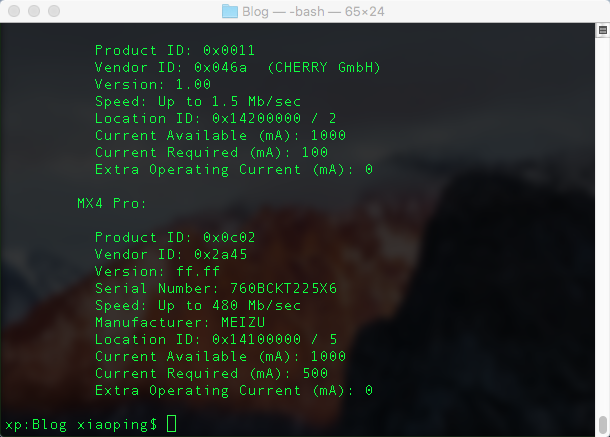 Blog — -bash — 65×24
Product ID: 0x0011
Vendor ID: 0x046a  (CHERRY GmbH)
Version: 1.00
Speed: Up to 1.5 Mb/sec
Location ID: 0x14200000 / 2
Current Available (mA): 1000
Current Required (mA): 100
Extra Operating Current (mA): 0
MX4 Pro:
Product ID: 0x0c02
Vendor ID: 0x2a45
Version: ff.ff
Serial Number: 760BCKT225X6
Speed: Up to 480 Mb/sec
Manufacturer: MEIZU
Location ID: 0x14100000 / 5
Current Available (mA): 1000
Current Required (mA): 500
Extra Operating Current (mA): 0
xp:Blog xiaoping$